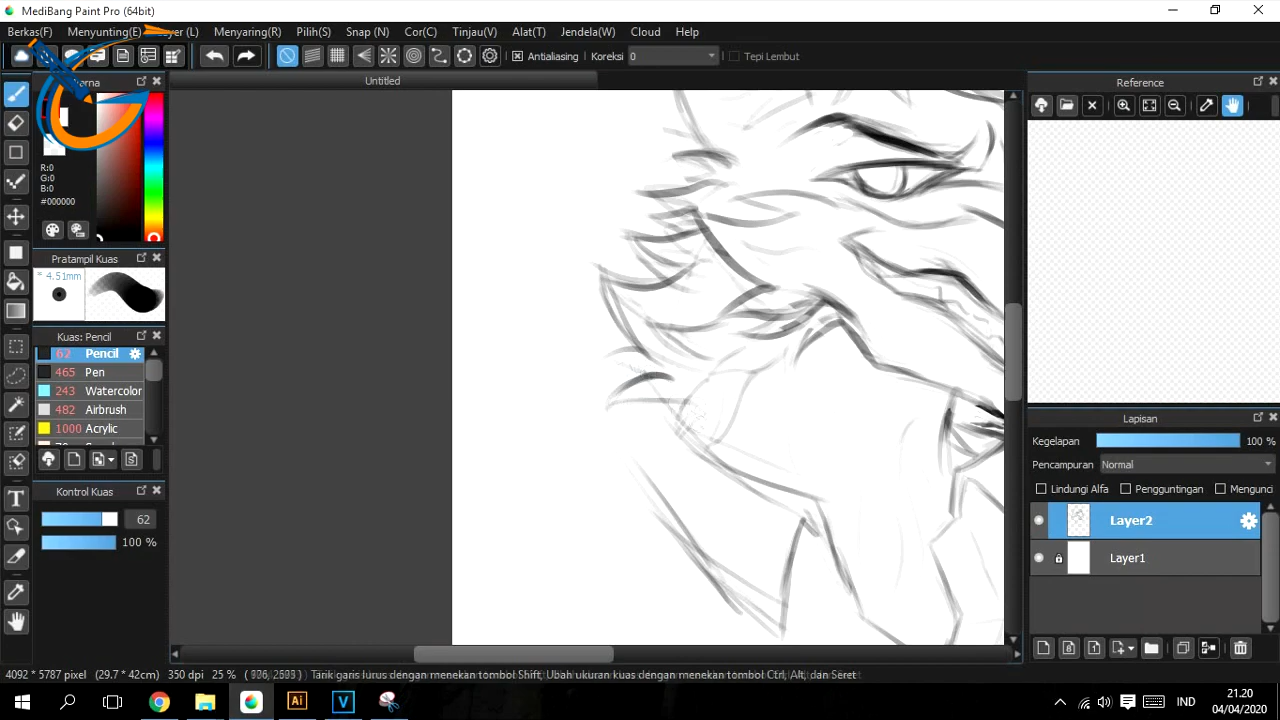 MediBang Paint Pro (64bit)
Berkas(F) Menyunting(E) Layer (L) Menyaring(R) Pilih(S) Snap (N) Cor(C) Tinjau(V) Alat(T) Jendela(W) Cloud Help
Antialiasing Koreksi 0 Tepi Lembut
arna
Untitled
Reference
R:0
G:0
B:0
#000000
Pratampil Kuas
4.51mm
Kuas: Pencil
62 Pencil
465 Pen
243 Watercolor
482 Airbrush
1000 Acrylic
Kontrol Kuas
62
100 %
Lapisan
Kegelapan 100 %
Pencampuran Normal
Lindungi Alfa Pengguntingan Mengunci
Layer2
Layer1
4092 * 5787 pixel (29.7 * 42cm) 350 dpi 25 % Tarik garis lurus dengan menekan tombol Shift, Ubah ukuran kuas dengan menekan tombol Ctrl, Alt, dan Seret
Ai V IND 21.20
04/04/2020